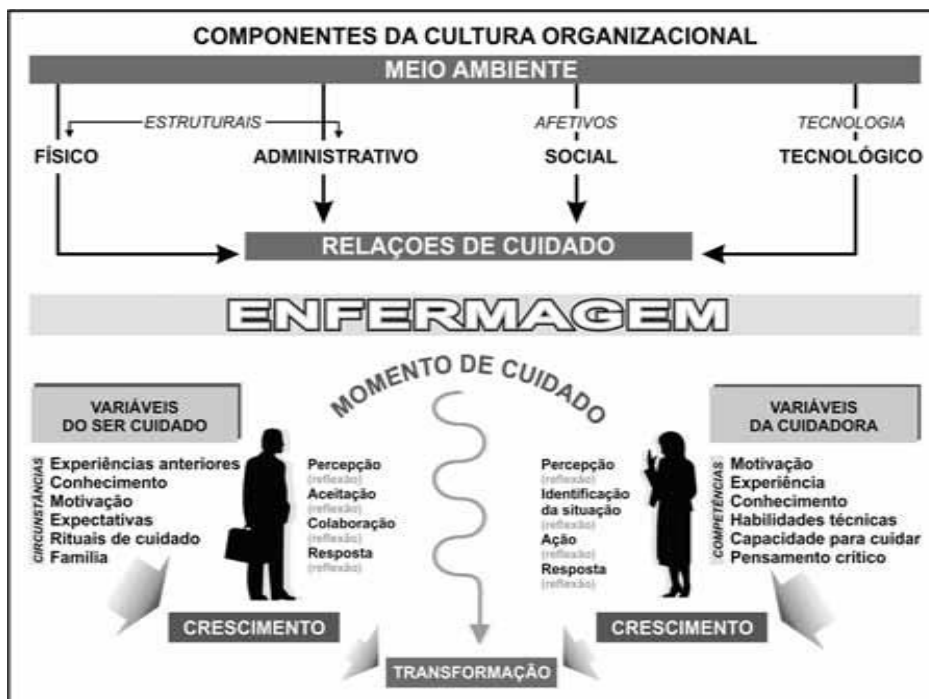 COMPONENTES DA CULTURA ORGANIZACIONAL
MEIO AMBIENTE
ESTRUTURAIS
AFETIVOS
TECNOLOGIA
FÍSICO
ADMINISTRATIVO
SOCIAL
TECNOLÓGICO
RELAÇOES DE CUIDADO
ENFERMAGEM
MOMENTO DE CUIDADO
VARIÁVEIS
DO SER CUIDADO
CIRCUNSTÂNCIAS
Experiências anteriores
Conhecimento
Motivação
Expectativas
Rituais de cuidado
Família
Percepção
(reflexão)
Aceitação
(reflexão)
Colaboração
(reflexão)
Resposta
(reflexão)
Percepção
(reflexão)
Identificação
da situação
(reflexão)
Ação
(reflexão)
Resposta
(reflexão)
VARIÁVEIS
DA CUIDADORA
COMPETÊNCIAS
Motivação
Experiência
Conhecimento
Habilidades técnicas
Capacidade para cuidar
Pensamento crítico
CRESCIMENTO
CRESCIMENTO
TRANSFORMAÇÃO